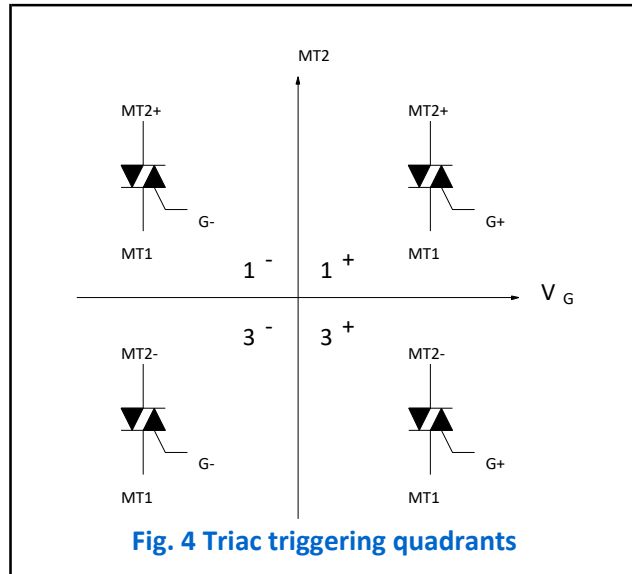 MT2
MT2+
MT2+
G-
G+
MT1
MT1
1 -
1 +
V G
3 -
3 +
MT2-
MT2-
G-
G+
MT1
MT1
Fig. 4 Triac triggering quadrants